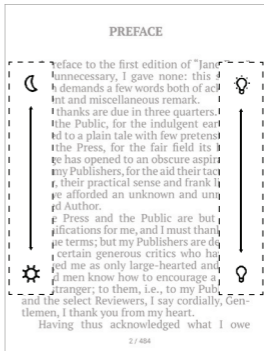 PREFACE
reface to the first edition of "Jane
unnecessary, I gave none: this s
demands a few words both of ack
nt and miscellaneous remark.
thanks are due in three quarters.
the Public, for the indulgent ear
d to a plain tale with few pretens
the Press, for the fair field its h
e has opened to an obscure aspir
my Publishers, for the aid their tact
, their practical sense and frank li
e afforded an unknown and unr
d Author.
e Press and the Public are but
ifications for me, and I must thank
ue terms; but my Publishers are de
certain generous critics who ha
ed me as only large-hearted and
d men know how to encourage a
tranger; to them, i.e., to my Pub
and the select Reviewers, I say cordially, Gen-
tlemen, I thank you from my heart.
Having thus acknowledged what I owe
2 / 484